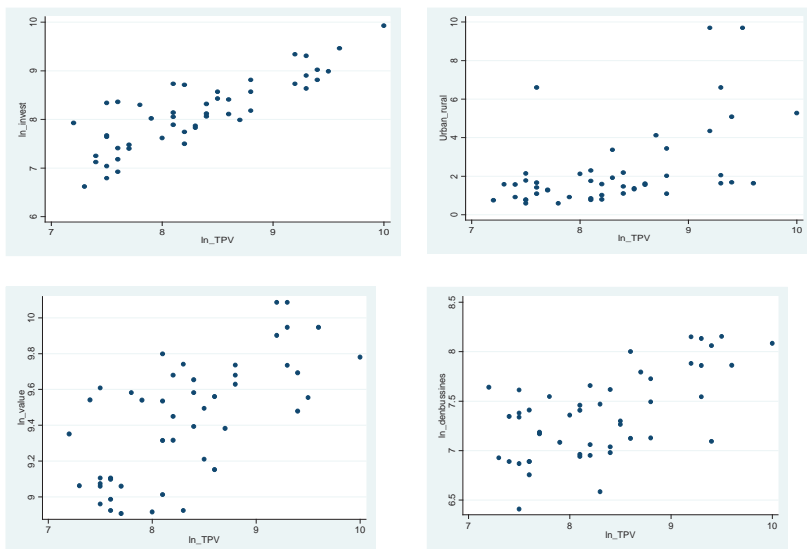 10
9
8
7
6
ln_invest
7 8 9 10
ln_TPV
10
8
6
4
2
0
Urban_rural
7 8 9 10
ln_TPV
10
9.8
9.6
9.4
9.2
9
ln_value
7 8 9 10
ln_TPV
8.5
8
7.5
7
6.5
ln_denbussines
7 8 9 10
ln_TPV